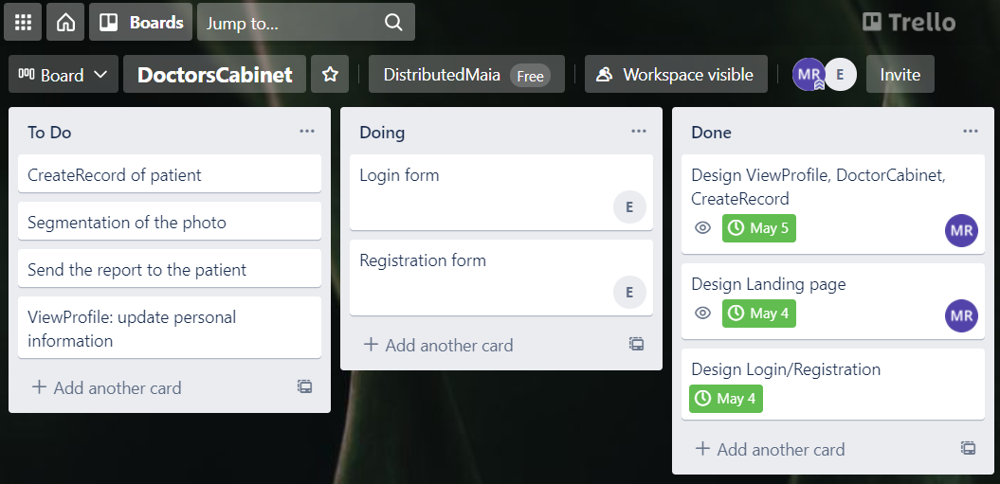 Boards
Jump to...
Trello
Board
DoctorsCabinet
DistributedMaia Free
Workspace visible
MR
E
Invite
To Do
CreateRecord of patient
Segmentation of the photo
Send the report to the patient
ViewProfile: update personal
information
+ Add another card
Doing
Login form
E
Registration form
E
+ Add another card
Done
Design ViewProfile, DoctorCabinet,
CreateRecord
May 5
MR
Design Landing page
May 4
MR
Design Login/Registration
May 4
+ Add another card